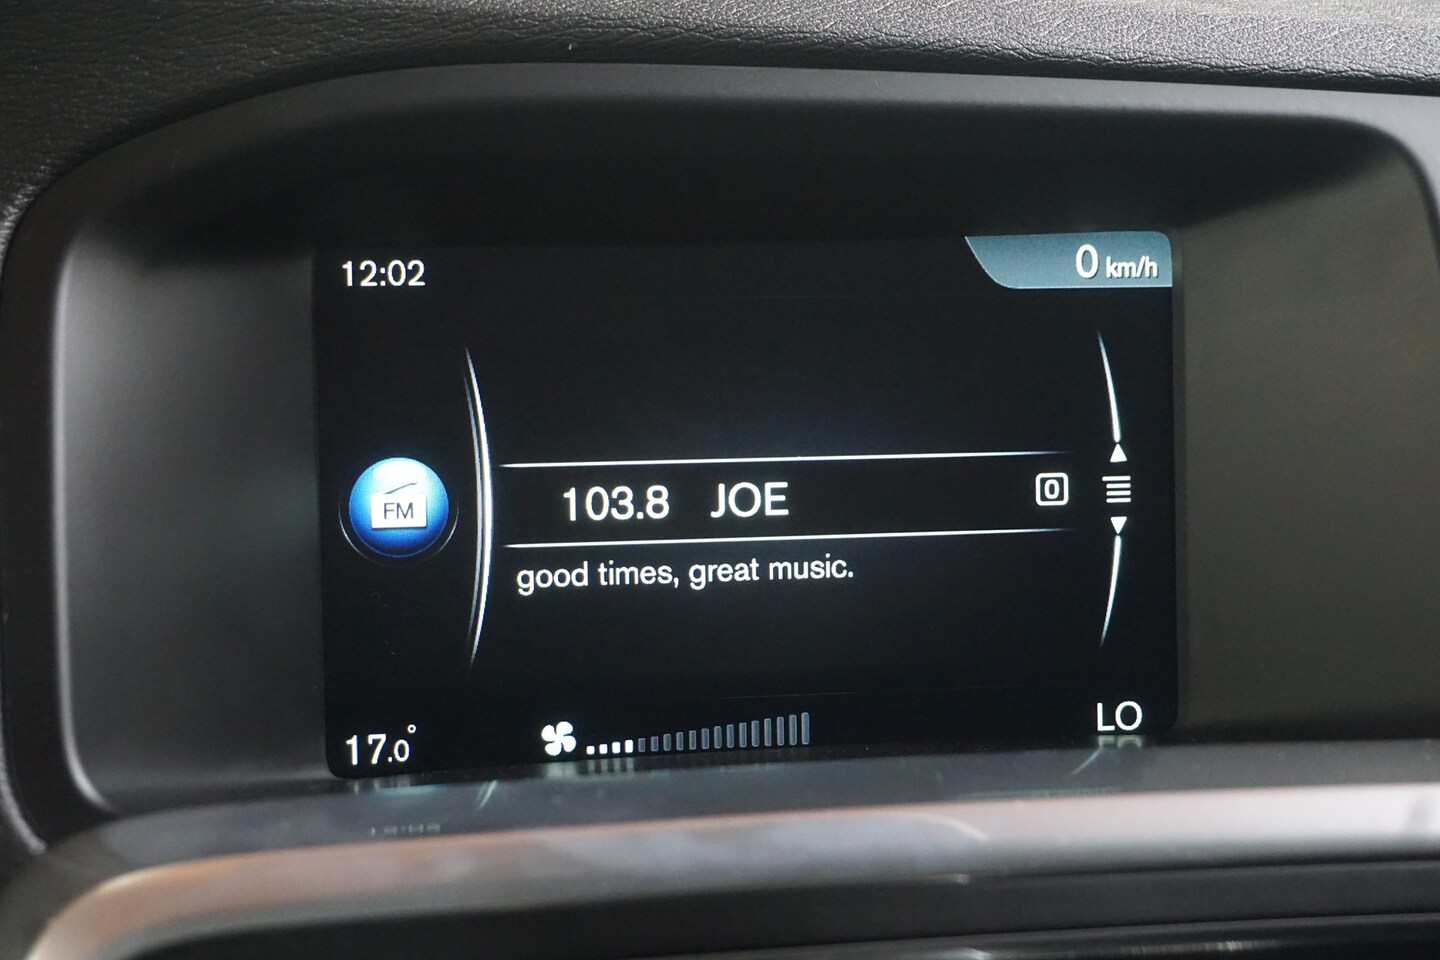 12:02
0 km/h
FM
103.8 JOE 0
good times, great music.
17.0°
LO